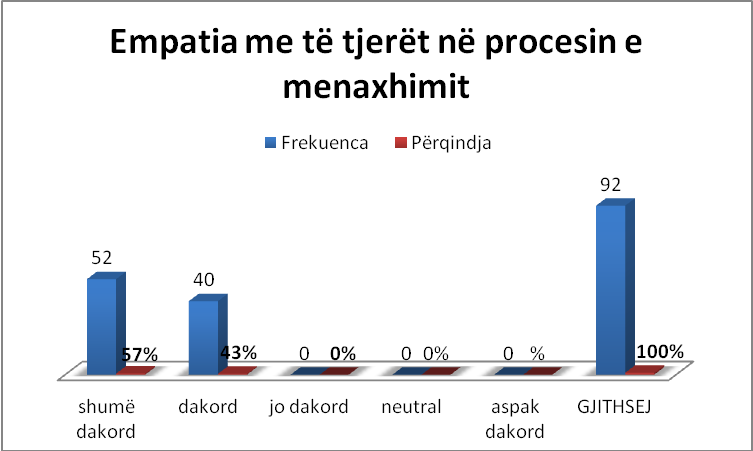 Empatia me të tjerët në procesin e
menaxhimit
Frekuenca Përqindja
52 57% 40 43% 0 0% 0 0% 0 % 92 100%
shumë dakord jo dakord neutral aspak GJITHSEJ
dakord dakord